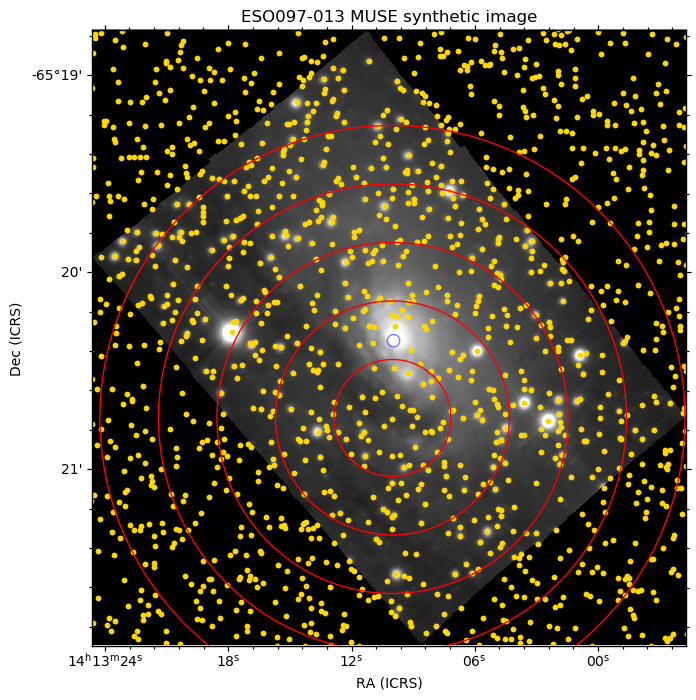 ESO097-013 MUSE synthetic image
-65°19'
20'
21'
Dec (ICRS)
14ʰ13ᵐ24ˢ 18ˢ 12ˢ 06ˢ 00ˢ
RA (ICRS)